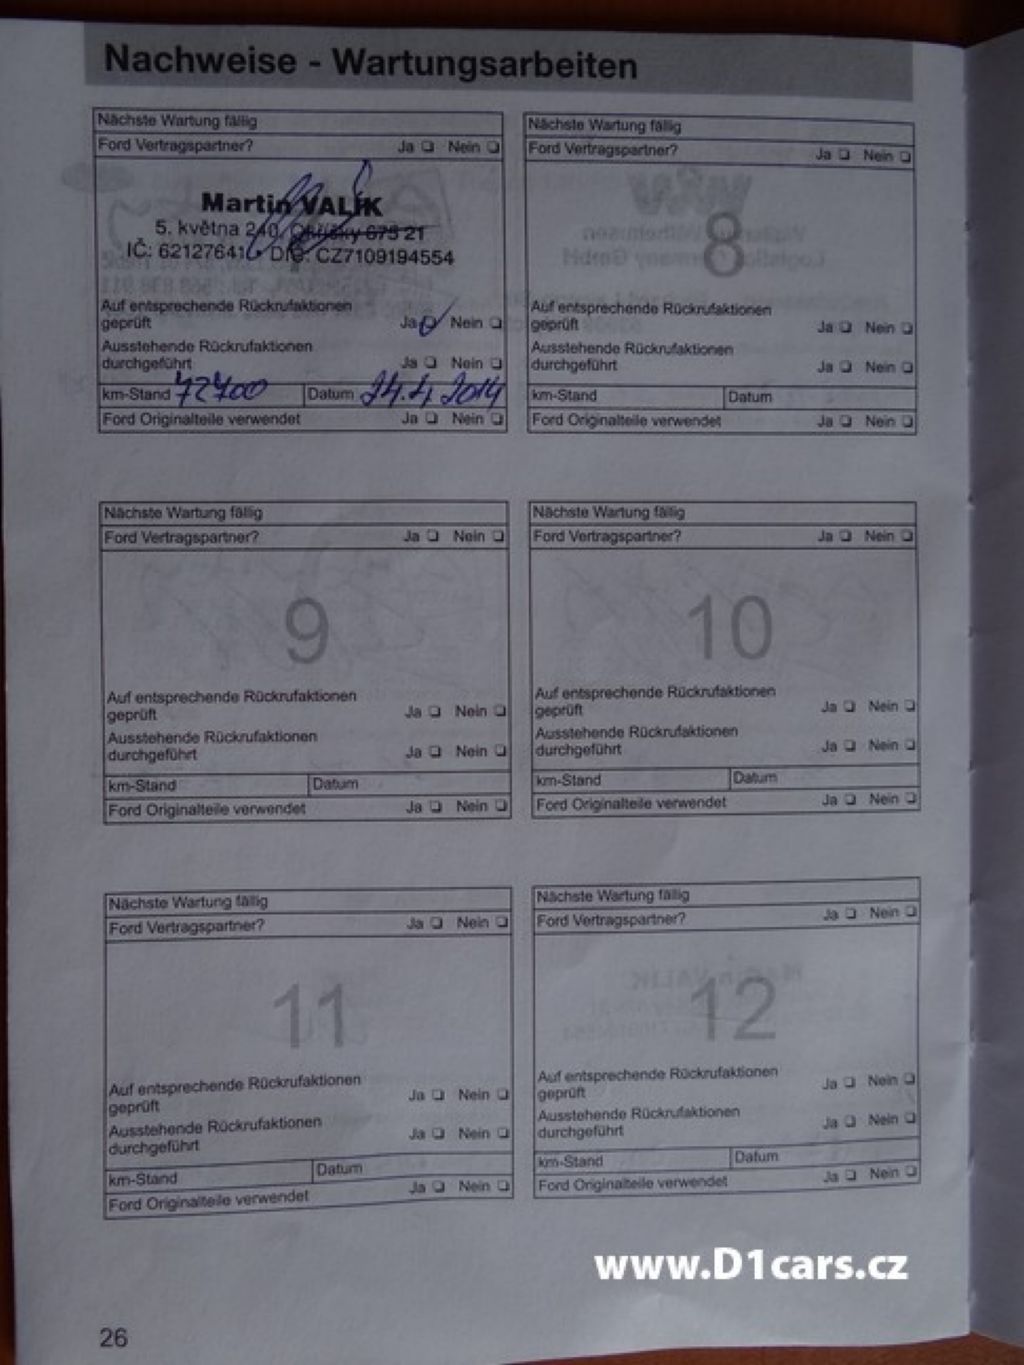 Nachweise - Wartungsarbeiten
Nächste Wartung fällig
Ford Vertragspartner? Ja ❏ Nein ❏
Martin VALÍK
5. května 240, Okříšky 675 21
IČ: 62127641 • DIČ: CZ7109194554
Auf entsprechende Rückrufaktionen
geprüft Ja ❏ Nein ❏
Ausstehende Rückrufaktionen
durchgeführt Ja ❏ Nein ❏
km-Stand 72700 Datum 24.4.2014
Ford Originalteile verwendet Ja ❏ Nein ❏
Nächste Wartung fällig
Ford Vertragspartner? Ja ❏ Nein ❏
8
Auf entsprechende Rückrufaktionen
geprüft Ja ❏ Nein ❏
Ausstehende Rückrufaktionen
durchgeführt Ja ❏ Nein ❏
km-Stand Datum
Ford Originalteile verwendet Ja ❏ Nein ❏
Nächste Wartung fällig
Ford Vertragspartner? Ja ❏ Nein ❏
9
Auf entsprechende Rückrufaktionen
geprüft Ja ❏ Nein ❏
Ausstehende Rückrufaktionen
durchgeführt Ja ❏ Nein ❏
km-Stand Datum
Ford Originalteile verwendet Ja ❏ Nein ❏
Nächste Wartung fällig
Ford Vertragspartner? Ja ❏ Nein ❏
10
Auf entsprechende Rückrufaktionen
geprüft Ja ❏ Nein ❏
Ausstehende Rückrufaktionen
durchgeführt Ja ❏ Nein ❏
km-Stand Datum
Ford Originalteile verwendet Ja ❏ Nein ❏
Nächste Wartung fällig
Ford Vertragspartner? Ja ❏ Nein ❏
11
Auf entsprechende Rückrufaktionen
geprüft Ja ❏ Nein ❏
Ausstehende Rückrufaktionen
durchgeführt Ja ❏ Nein ❏
km-Stand Datum
Ford Originalteile verwendet Ja ❏ Nein ❏
Nächste Wartung fällig
Ford Vertragspartner? Ja ❏ Nein ❏
12
Auf entsprechende Rückrufaktionen
geprüft Ja ❏ Nein ❏
Ausstehende Rückrufaktionen
durchgeführt Ja ❏ Nein ❏
km-Stand Datum
Ford Originalteile verwendet Ja ❏ Nein ❏
www.D1cars.cz
26